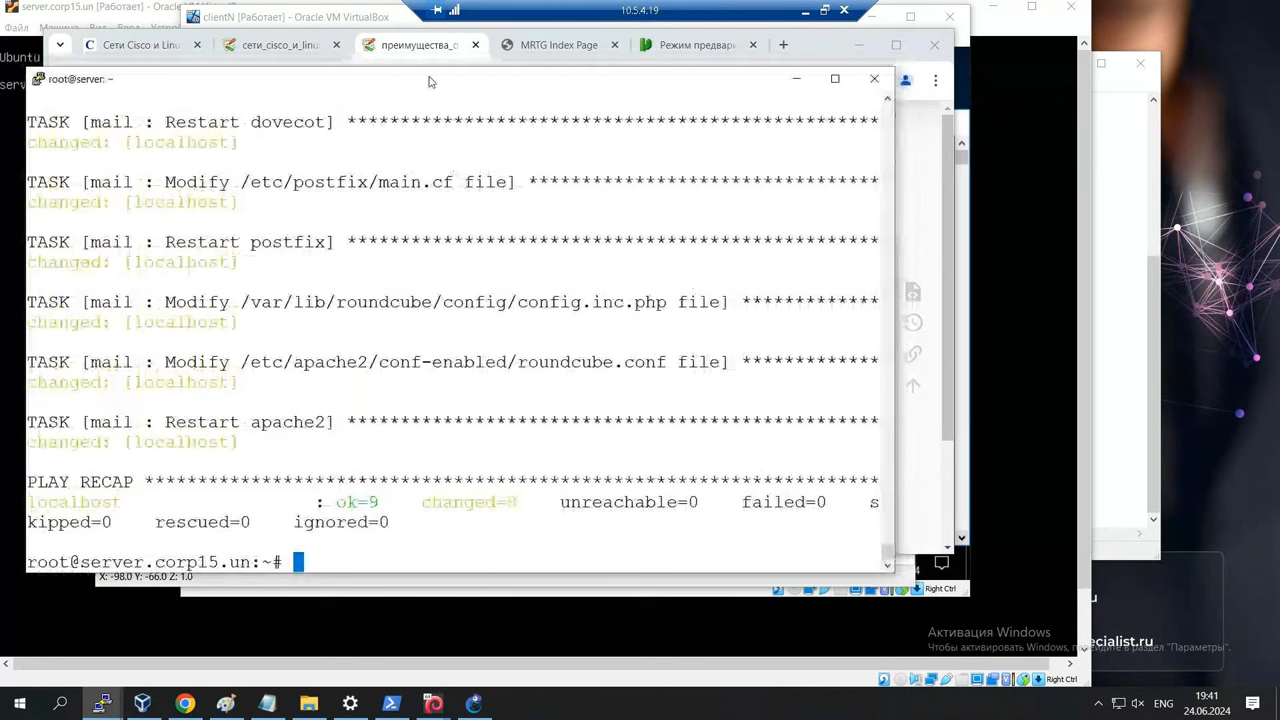 server.corp15.un [Работает] - Oracle VM VirtualBox
clientN [Работает] - Oracle VM VirtualBox
10.5.4.19
Файл
Ubuntu
Сети Cisco и Linu
преимущества_о
MRTG Index Page
Режим предвари
root@server: ~
TASK [mail : Restart dovecot] *************************************************
changed: [localhost]
TASK [mail : Modify /etc/postfix/main.cf file] *******************************
changed: [localhost]
TASK [mail : Restart postfix] *************************************************
changed: [localhost]
TASK [mail : Modify /var/lib/roundcube/config/config.inc.php file] *************
changed: [localhost]
TASK [mail : Modify /etc/apache2/conf-enabled/roundcube.conf file] *************
changed: [localhost]
TASK [mail : Restart apache2] *************************************************
changed: [localhost]
PLAY RECAP *********************************************************************
localhost : ok=9 changed=8 unreachable=0 failed=0 s
kipped=0 rescued=0 ignored=0
root@server.corp15.un:~#
X: -98.0 Y: -66.0 Z: 1.0
Right Ctrl
Активация Windows
Чтобы активировать Windows, перейдите в раздел "Параметры".
ecialist.ru
Right Ctrl
ENG
19:41
24.06.2024